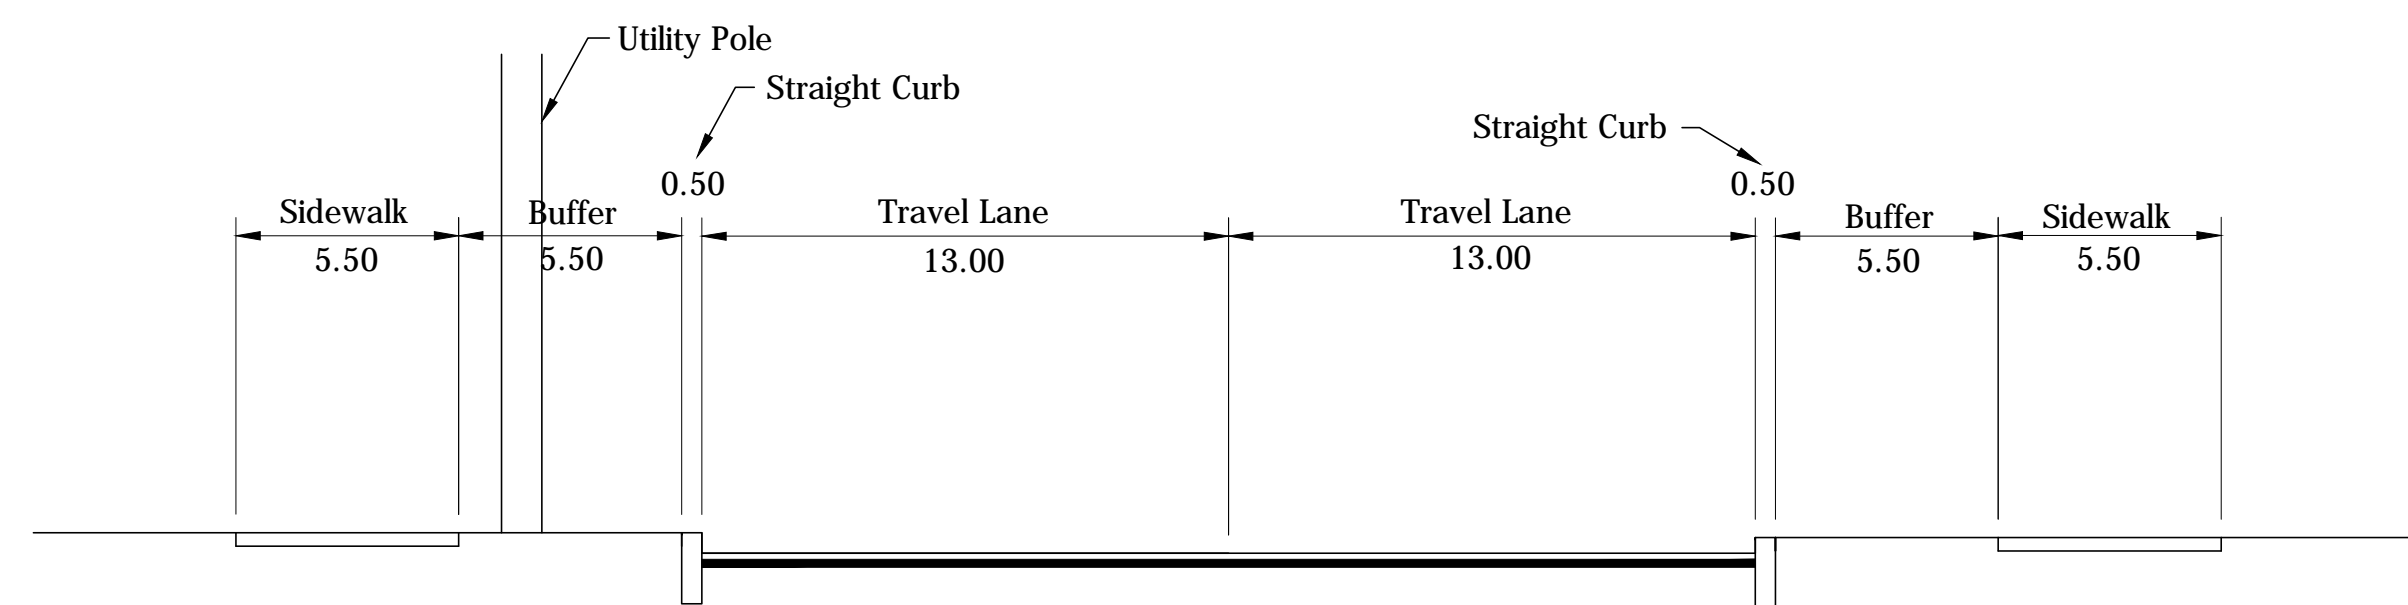 Utility Pole
Straight Curb
Straight Curb
0.50
0.50
Sidewalk
Buffer
Travel Lane
Travel Lane
Buffer
Sidewalk
5.50
5.50
13.00
13.00
5.50
5.50